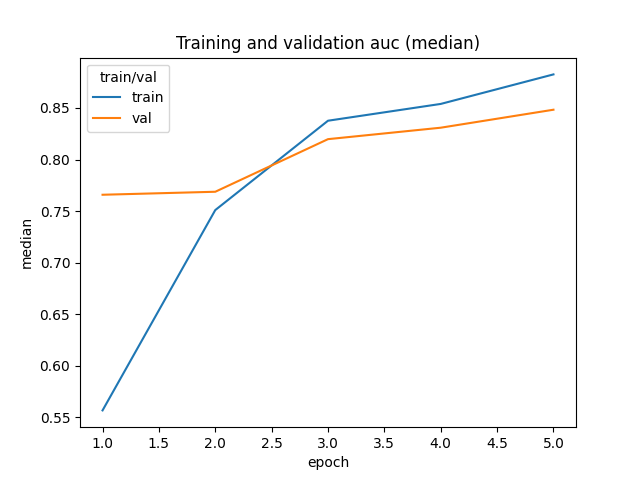 Training and validation auc (median)
train/val
train
val
0.85
0.80
0.75
0.70
0.65
0.60
0.55
median
1.0 1.5 2.0 2.5 3.0 3.5 4.0 4.5 5.0
epoch